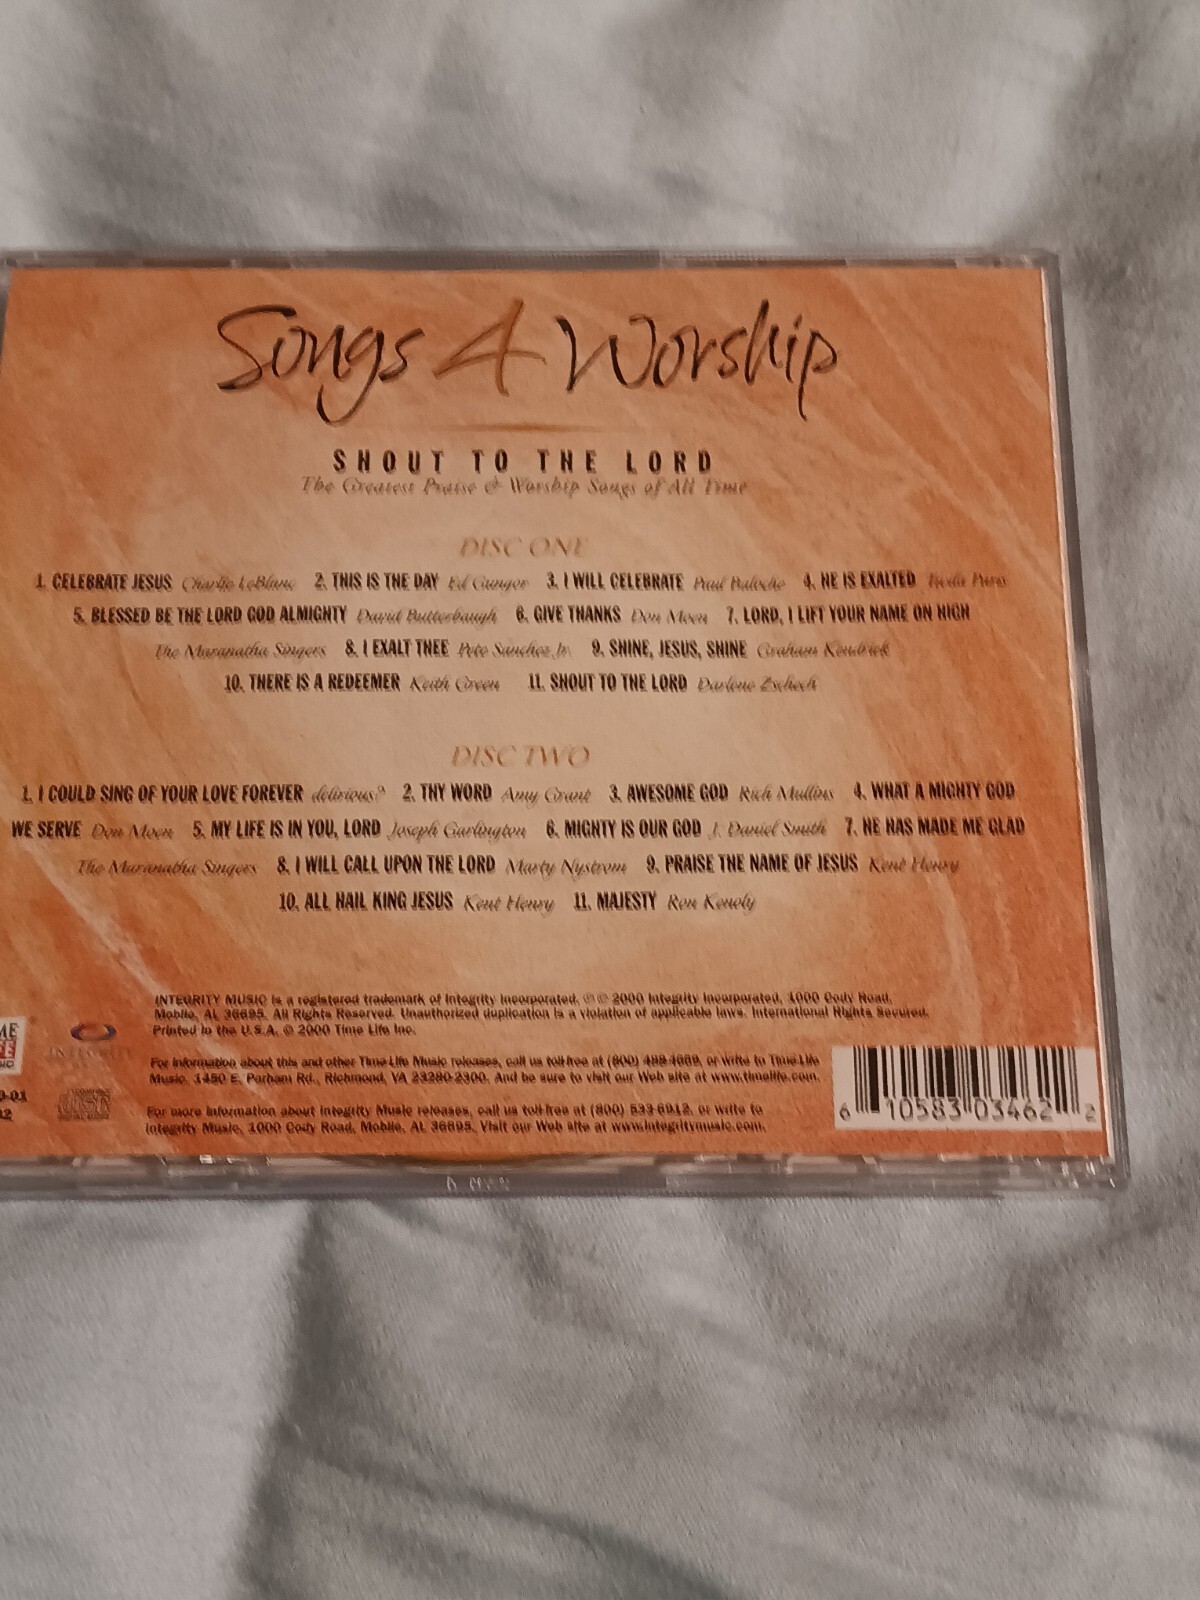 Songs 4 Worship
SHOUT TO THE LORD
The Greatest Praise & Worship Songs of All Time
DISC ONE
1. CELEBRATE JESUS Charlie LeBlanc 2. THIS IS THE DAY Ed Gungor 3. I WILL CELEBRATE Paul Baloche 4. HE IS EXALTED Twila Paris
5. BLESSED BE THE LORD GOD ALMIGHTY David Butterbaugh 6. GIVE THANKS Don Moen 7. LORD, I LIFT YOUR NAME ON HIGH
The Maranatha Singers 8. I EXALT THEE Pete Sanchez Jr. 9. SHINE, JESUS, SHINE Graham Kendrick
10. THERE IS A REDEEMER Keith Green 11. SHOUT TO THE LORD Darlene Zschech
DISC TWO
1. I COULD SING OF YOUR LOVE FOREVER delirious? 2. THY WORD Amy Grant 3. AWESOME GOD Rich Mullins 4. WHAT A MIGHTY GOD
WE SERVE Don Moen 5. MY LIFE IS IN YOU, LORD Joseph Garlington 6. MIGHTY IS OUR GOD J. Daniel Smith 7. HE HAS MADE ME GLAD
The Maranatha Singers 8. I WILL CALL UPON THE LORD Marty Nystrom 9. PRAISE THE NAME OF JESUS Kent Henry
10. ALL HAIL KING JESUS Kent Henry 11. MAJESTY Ron Kenoly
INTEGRITY MUSIC is a registered trademark of Integrity Incorporated. ℗ © 2000 Integrity Incorporated, 1000 Cody Road,
Mobile, AL 36695. All Rights Reserved. Unauthorized duplication is a violation of applicable laws. International Rights Secured.
Printed in the U.S.A. © 2000 Time Life Inc.
INTEGRITY
For information about this and other Time-Life Music releases, call us toll-free at (800) 488-4669, or write to Time-Life
Music, 1450 E. Parham Rd., Richmond, VA 23280-2300. And be sure to visit our Web site at www.timelife.com.
For more information about Integrity Music releases, call us toll-free at (800) 533-6912, or write to
Integrity Music, 1000 Cody Road, Mobile, AL 36695. Visit our Web site at www.integritymusic.com.
6 10583 03462 2